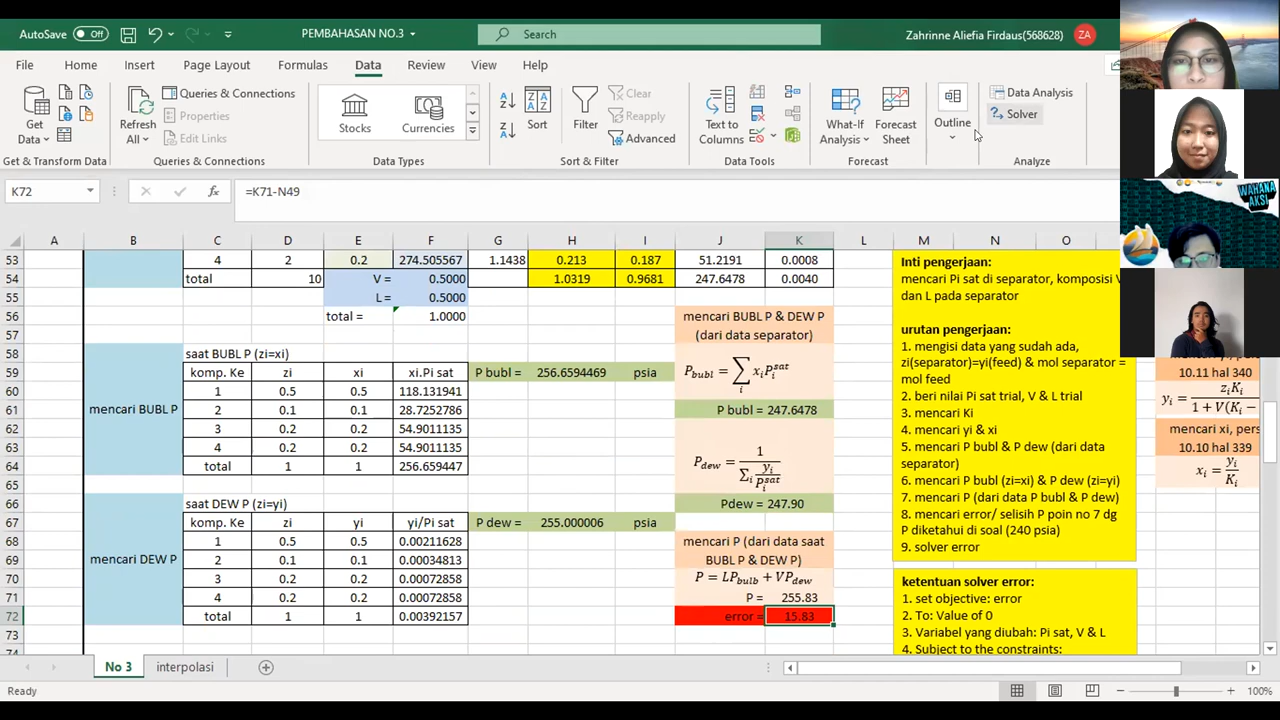 AutoSave Off PEMBAHASAN NO.3 Search Zahrinne Aliefia Firdaus(568628) ZA
File Home Insert Page Layout Formulas Data Review View Help
Get Data Refresh All Queries & Connections Properties Edit Links Stocks Currencies Sort Filter Clear Reapply Advanced Text to Columns What-If Analysis Forecast Sheet Outline Data Analysis Solver
Get & Transform Data Queries & Connections Data Types Sort & Filter Data Tools Forecast Analyze
WAHANA AKSI
K72 fx =K71-N49
A B C D E F G H I J K L M N O
53 4 2 0.2 274.505567 1.1438 0.213 0.187 51.2191 0.0008
54 total 10 V = 0.5000 1.0319 0.9681 247.6478 0.0040
55 L = 0.5000
56 total = 1.0000 mencari BUBL P & DEW P
57 (dari data separator)
58 saat BUBL P (zi=xi)
59 komp. Ke zi xi xi.Pi sat P bubl = 256.6594469 psia
60 1 0.5 0.5 118.131941
61 mencari BUBL P 2 0.1 0.1 28.7252786 P bubl = 247.6478
62 3 0.2 0.2 54.9011135
63 4 0.2 0.2 54.9011135
64 total 1 1 256.659447
65
66 saat DEW P (zi=yi) Pdew = 247.90
67 komp. Ke zi yi yi/Pi sat P dew = 255.000006 psia
68 1 0.5 0.5 0.00211628 mencari P (dari data saat
69 mencari DEW P 2 0.1 0.1 0.00034813 BUBL P & DEW P)
70 3 0.2 0.2 0.00072858 P = LPbulb + VPdew
71 4 0.2 0.2 0.00072858 P = 255.83
72 total 1 1 0.00392157 error = 15.83
73
Pbubl = ∑i xiPi sat
Pdew = 1 / ∑i yi/Pi sat
Inti pengerjaan:
mencari Pi sat di separator, komposisi V
dan L pada separator
urutan pengerjaan:
1. mengisi data yang sudah ada,
zi(separator)=yi(feed) & mol separator =
mol feed
2. beri nilai Pi sat trial, V & L trial
3. mencari Ki
4. mencari yi & xi
5. mencari P bubl & P dew (dari data
separator)
6. mencari P bubl (zi=xi) & P dew (zi=yi)
7. mencari P (dari data P bubl & P dew)
8. mencari error/ selisih P poin no 7 dg
P diketahui di soal (240 psia)
9. solver error
ketentuan solver error:
1. set objective: error
2. To: Value of 0
3. Variabel yang diubah: Pi sat, V & L
4. Subject to the constraints:
10.11 hal 340
yi = ziKi / 1 + V(Ki −
mencari xi, pers
10.10 hal 339
xi = yi / Ki
No 3 interpolasi
Ready 100%